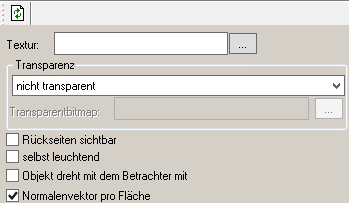 Textur:
...
Transparenz
nicht transparent
Transparentbitmap:
...
Rückseiten sichtbar
selbst leuchtend
Objekt dreht mit dem Betrachter mit
Normalenvektor pro Fläche